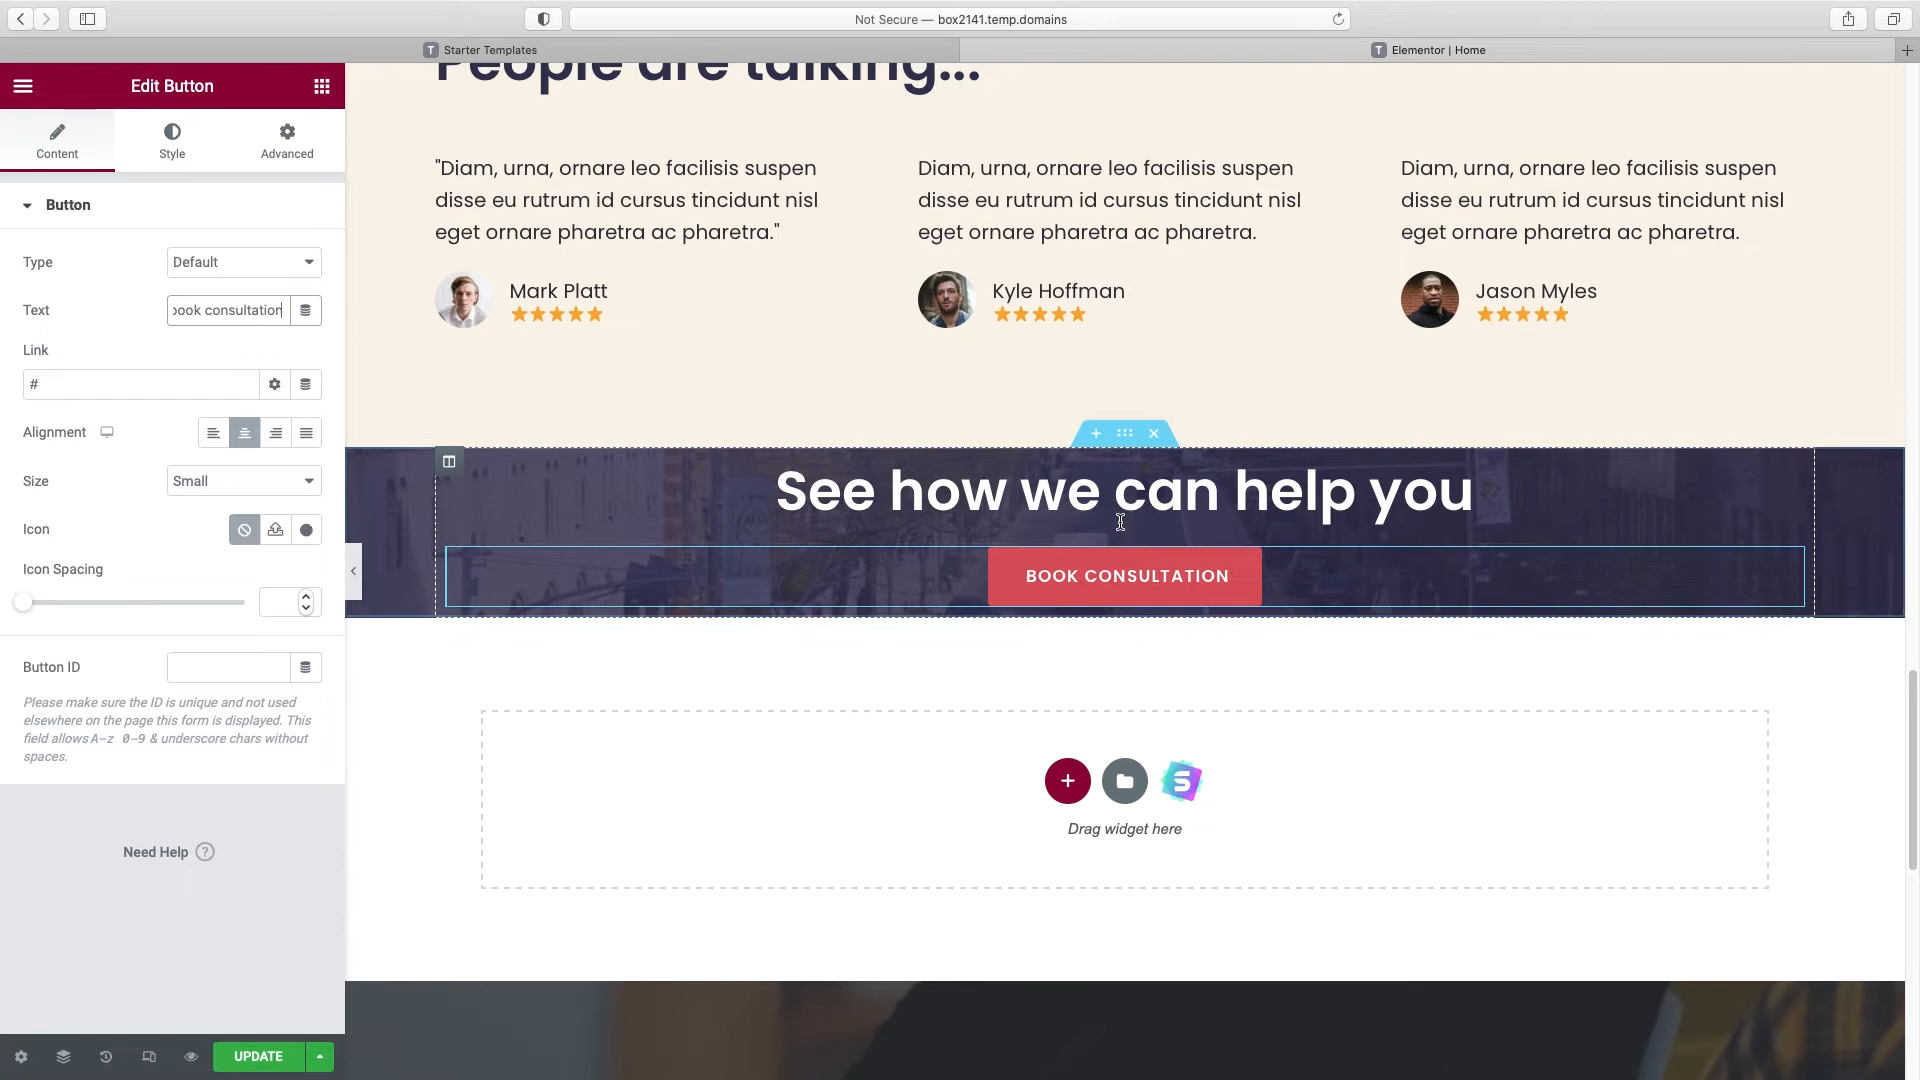 Not Secure — box2141.temp.domains
T Starter Templates
T Elementor | Home
Edit Button
Content
Style
Advanced
Button
Type
Default
Text
book consultation
Link
#
Alignment
Size
Small
Icon
Icon Spacing
Button ID
Please make sure the ID is unique and not used
elsewhere on the page this form is displayed. This
field allows A–z 0–9 & underscore chars without
spaces.
Need Help ?
UPDATE
People are talking...
"Diam, urna, ornare leo facilisis suspen
disse eu rutrum id cursus tincidunt nisl
eget ornare pharetra ac pharetra."
Mark Platt
Diam, urna, ornare leo facilisis suspen
disse eu rutrum id cursus tincidunt nisl
eget ornare pharetra ac pharetra.
Kyle Hoffman
Diam, urna, ornare leo facilisis suspen
disse eu rutrum id cursus tincidunt nisl
eget ornare pharetra ac pharetra.
Jason Myles
See how we can help you
BOOK CONSULTATION
Drag widget here